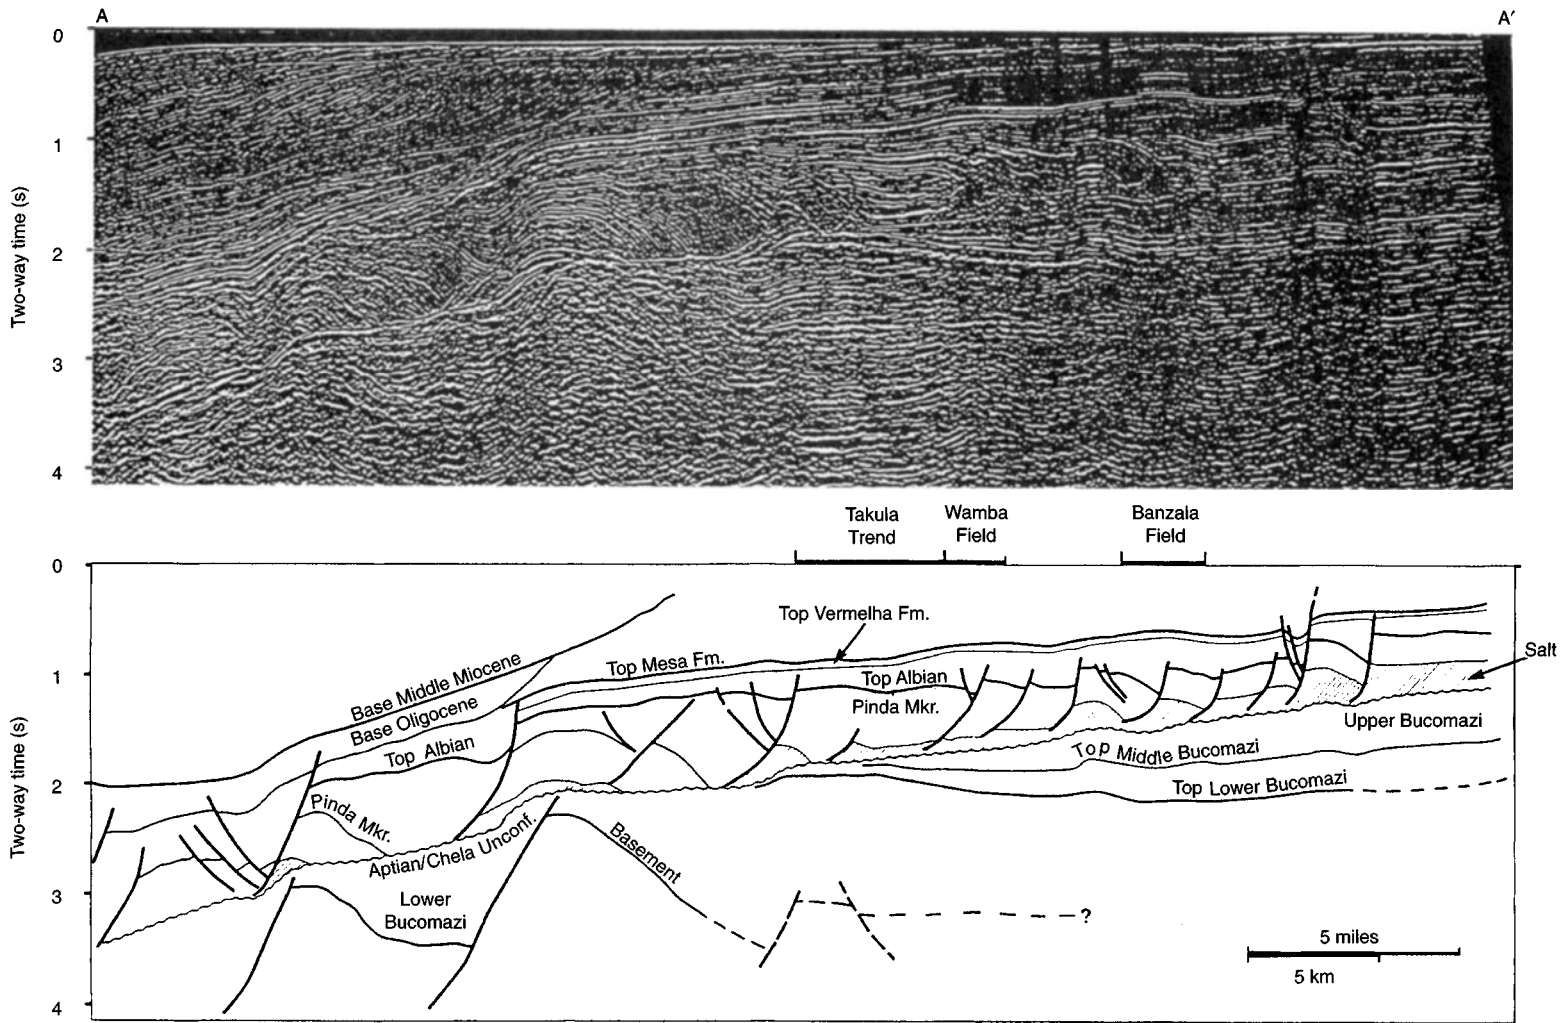 A
A′
0
1
2
3
4
Two-way time (s)
Takula
Trend
Wamba
Field
Banzala
Field
0
1
2
3
4
Two-way time (s)
Top Vermelha Fm.
Base Middle Miocene
Top Mesa Fm.
Base Oligocene
Top Albian
Top Albian
Pinda Mkr.
Salt
Upper Bucomazi
Top Middle Bucomazi
Top Lower Bucomazi
Pinda Mkr.
Aptian/Chela Unconf.
Basement
Lower
Bucomazi
?
5 miles
5 km